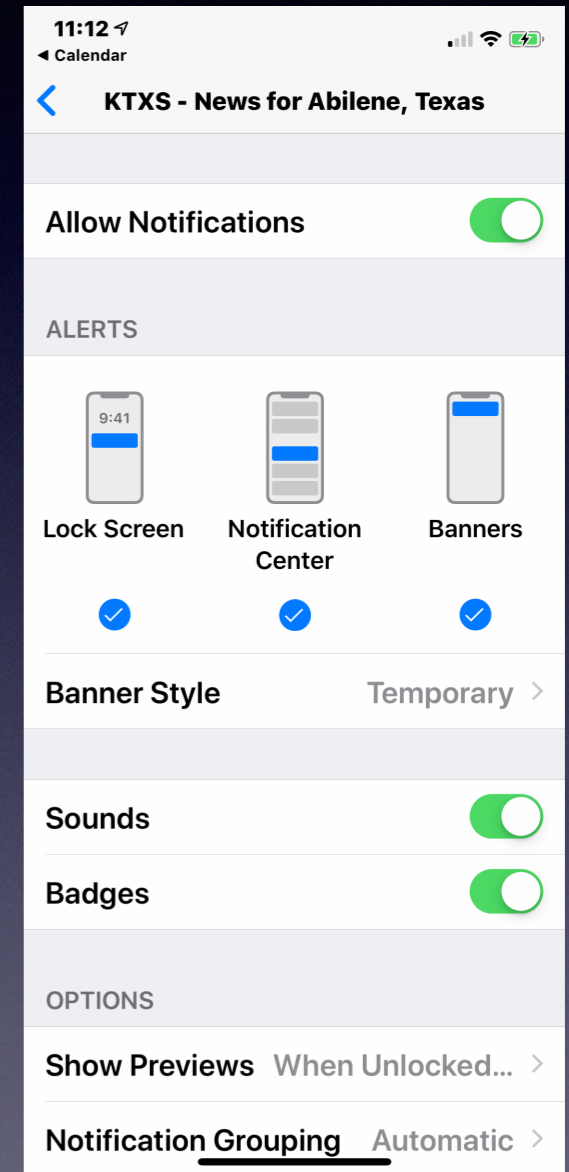 11:12
◀ Calendar
KTXS - News for Abilene, Texas
Allow Notifications
ALERTS
9:41
Lock Screen Notification Center Banners
Banner Style Temporary
Sounds
Badges
OPTIONS
Show Previews When Unlocked...
Notification Grouping Automatic